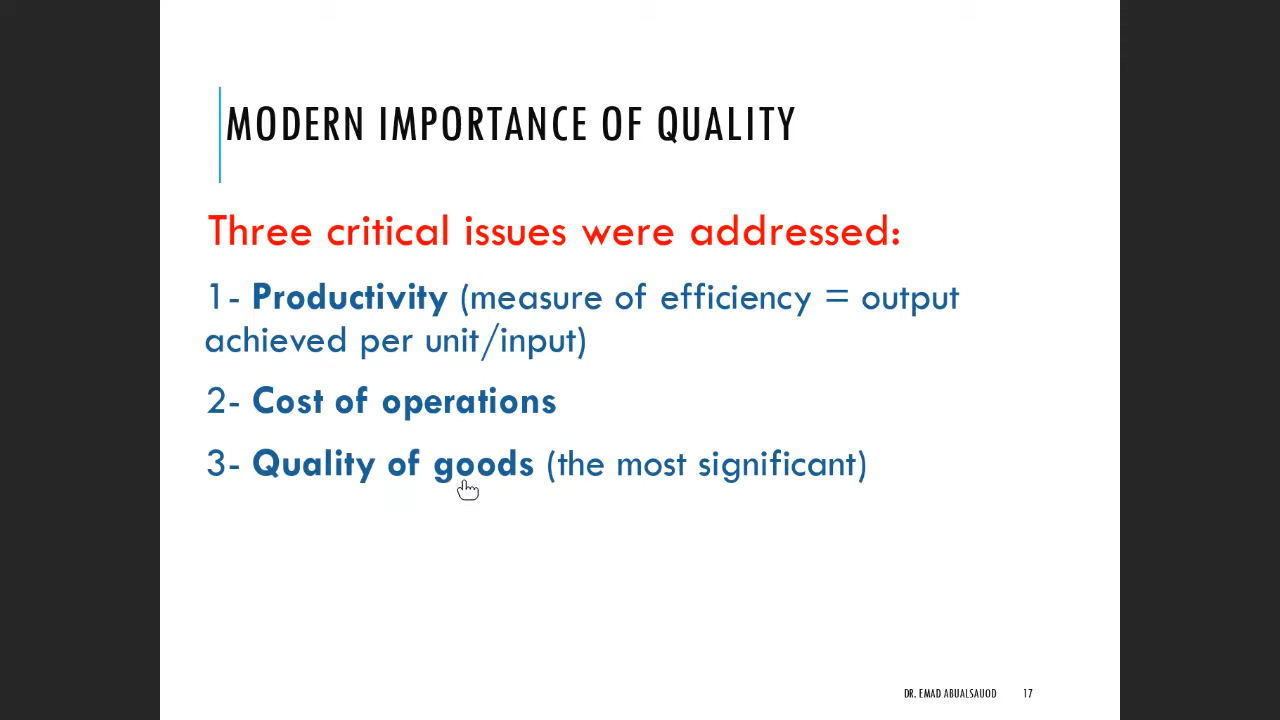 MODERN IMPORTANCE OF QUALITY
Three critical issues were addressed:
1- Productivity (measure of efficiency = output
achieved per unit/input)
2- Cost of operations
3- Quality of goods (the most significant)
DR. EMAD ABUALSAUOD 17